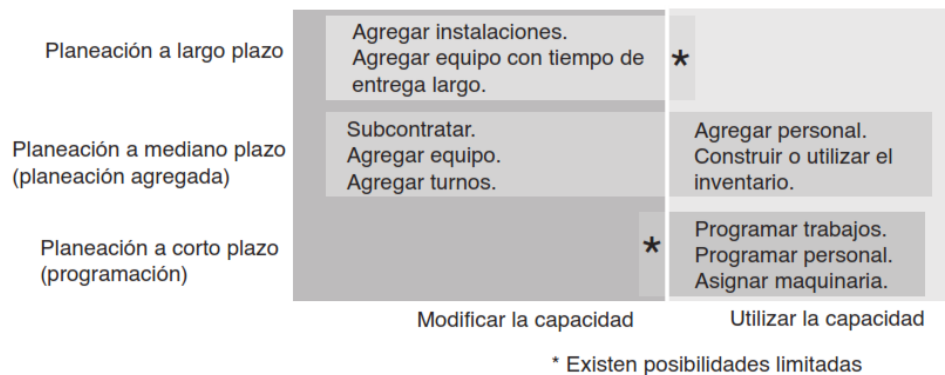 Planeación a largo plazo
Agregar instalaciones.
Agregar equipo con tiempo de
entrega largo.
*
Planeación a mediano plazo
(planeación agregada)
Subcontratar.
Agregar equipo.
Agregar turnos.
Agregar personal.
Construir o utilizar el
inventario.
Planeación a corto plazo
(programación)
*
Programar trabajos.
Programar personal.
Asignar maquinaria.
Modificar la capacidad
Utilizar la capacidad
* Existen posibilidades limitadas